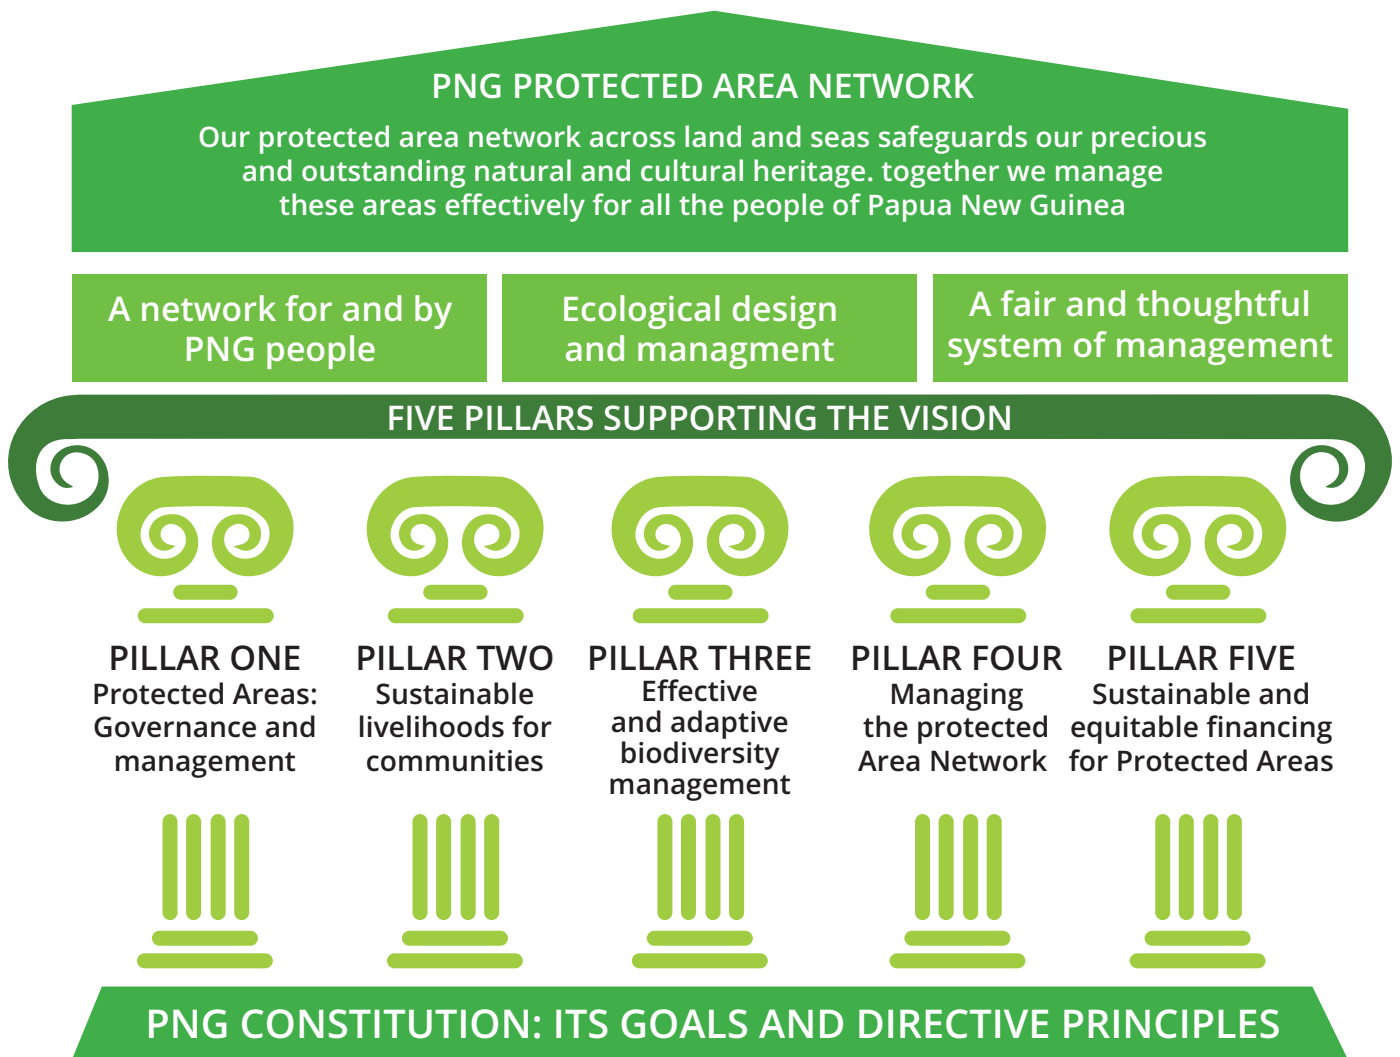 PNG PROTECTED AREA NETWORK
Our protected area network across land and seas safeguards our precious
and outstanding natural and cultural heritage. together we manage
these areas effectively for all the people of Papua New Guinea
A network for and by
PNG people
Ecological design
and managment
A fair and thoughtful
system of management
FIVE PILLARS SUPPORTING THE VISION
PILLAR ONE
Protected Areas:
Governance and
management
PILLAR TWO
Sustainable
livelihoods for
communities
PILLAR THREE
Effective
and adaptive
biodiversity
management
PILLAR FOUR
Managing
the protected
Area Network
PILLAR FIVE
Sustainable and
equitable financing
for Protected Areas
PNG CONSTITUTION: ITS GOALS AND DIRECTIVE PRINCIPLES